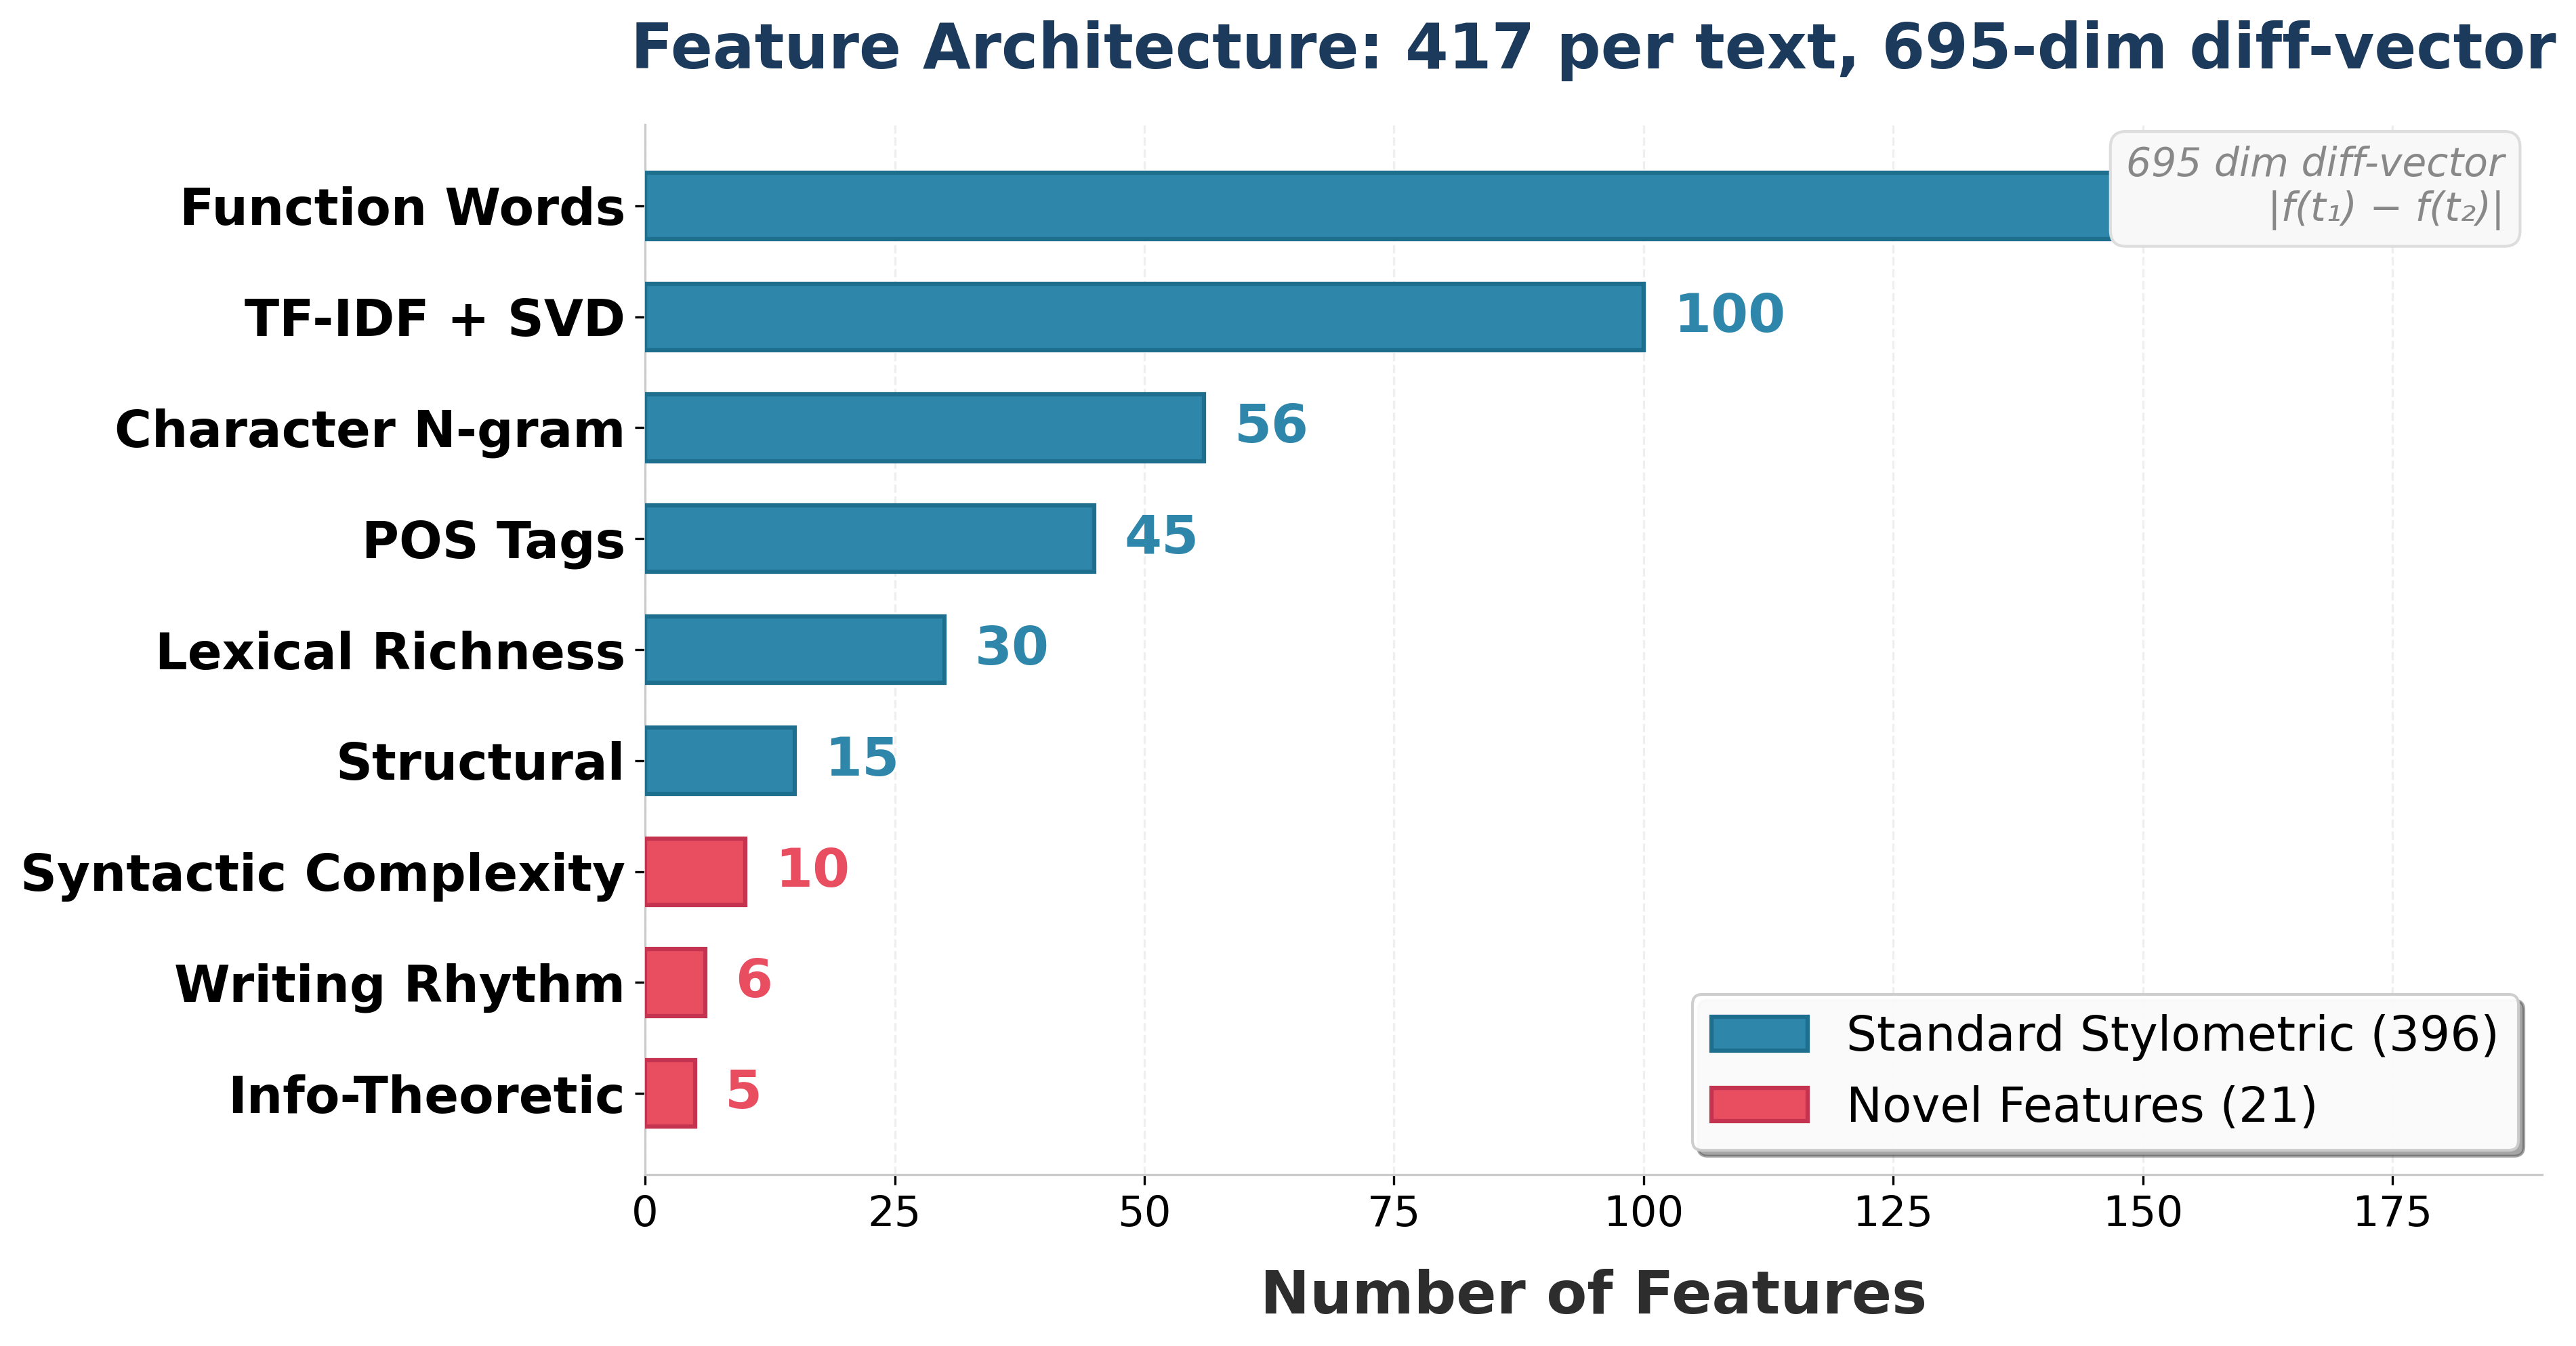 Feature Architecture: 417 per text, 695-dim diff-vector
695 dim diff-vector
|f(t₁) − f(t₂)|
Function Words
TF-IDF + SVD
100
Character N-gram
56
POS Tags
45
Lexical Richness
30
Structural
15
Syntactic Complexity
10
Writing Rhythm
6
Info-Theoretic
5
Standard Stylometric (396)
Novel Features (21)
0 25 50 75 100 125 150 175
Number of Features